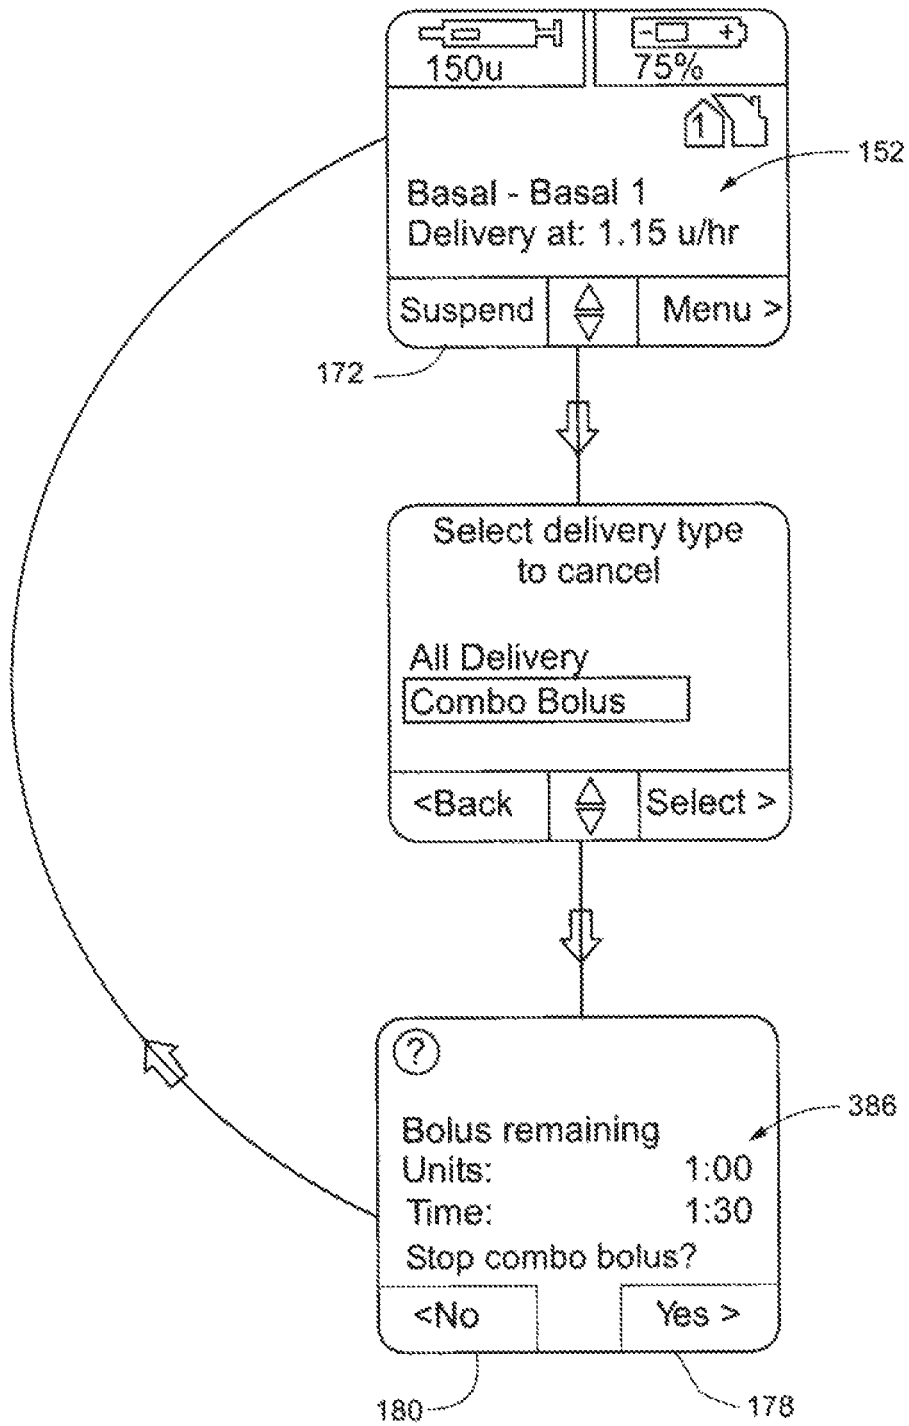 150u
75%
1
152
Basal - Basal 1
Delivery at: 1.15 u/hr
Suspend
Menu >
172
Select delivery type
to cancel
All Delivery
Combo Bolus
<Back
Select >
?
386
Bolus remaining
Units: 1:00
Time: 1:30
Stop combo bolus?
<No
Yes >
180
178